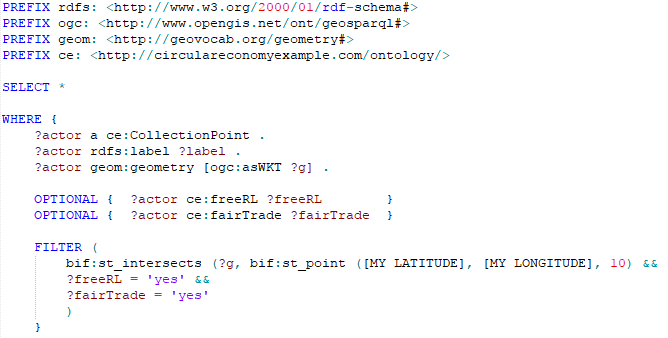 PREFIX rdfs: <http://www.w3.org/2000/01/rdf-schema#>
PREFIX ogc: <http://www.opengis.net/ont/geosparql#>
PREFIX geom: <http://geovocab.org/geometry#>
PREFIX ce: <http://circulareconomyexample.com/ontology/>
SELECT *
WHERE {
?actor a ce:CollectionPoint .
?actor rdfs:label ?label .
?actor geom:geometry [ogc:asWKT ?g] .
OPTIONAL { ?actor ce:freeRL ?freeRL }
OPTIONAL { ?actor ce:fairTrade ?fairTrade }
FILTER (
bif:st_intersects (?g, bif:st_point ([MY LATITUDE], [MY LONGITUDE], 10) &&
?freeRL = 'yes' &&
?fairTrade = 'yes'
)
}